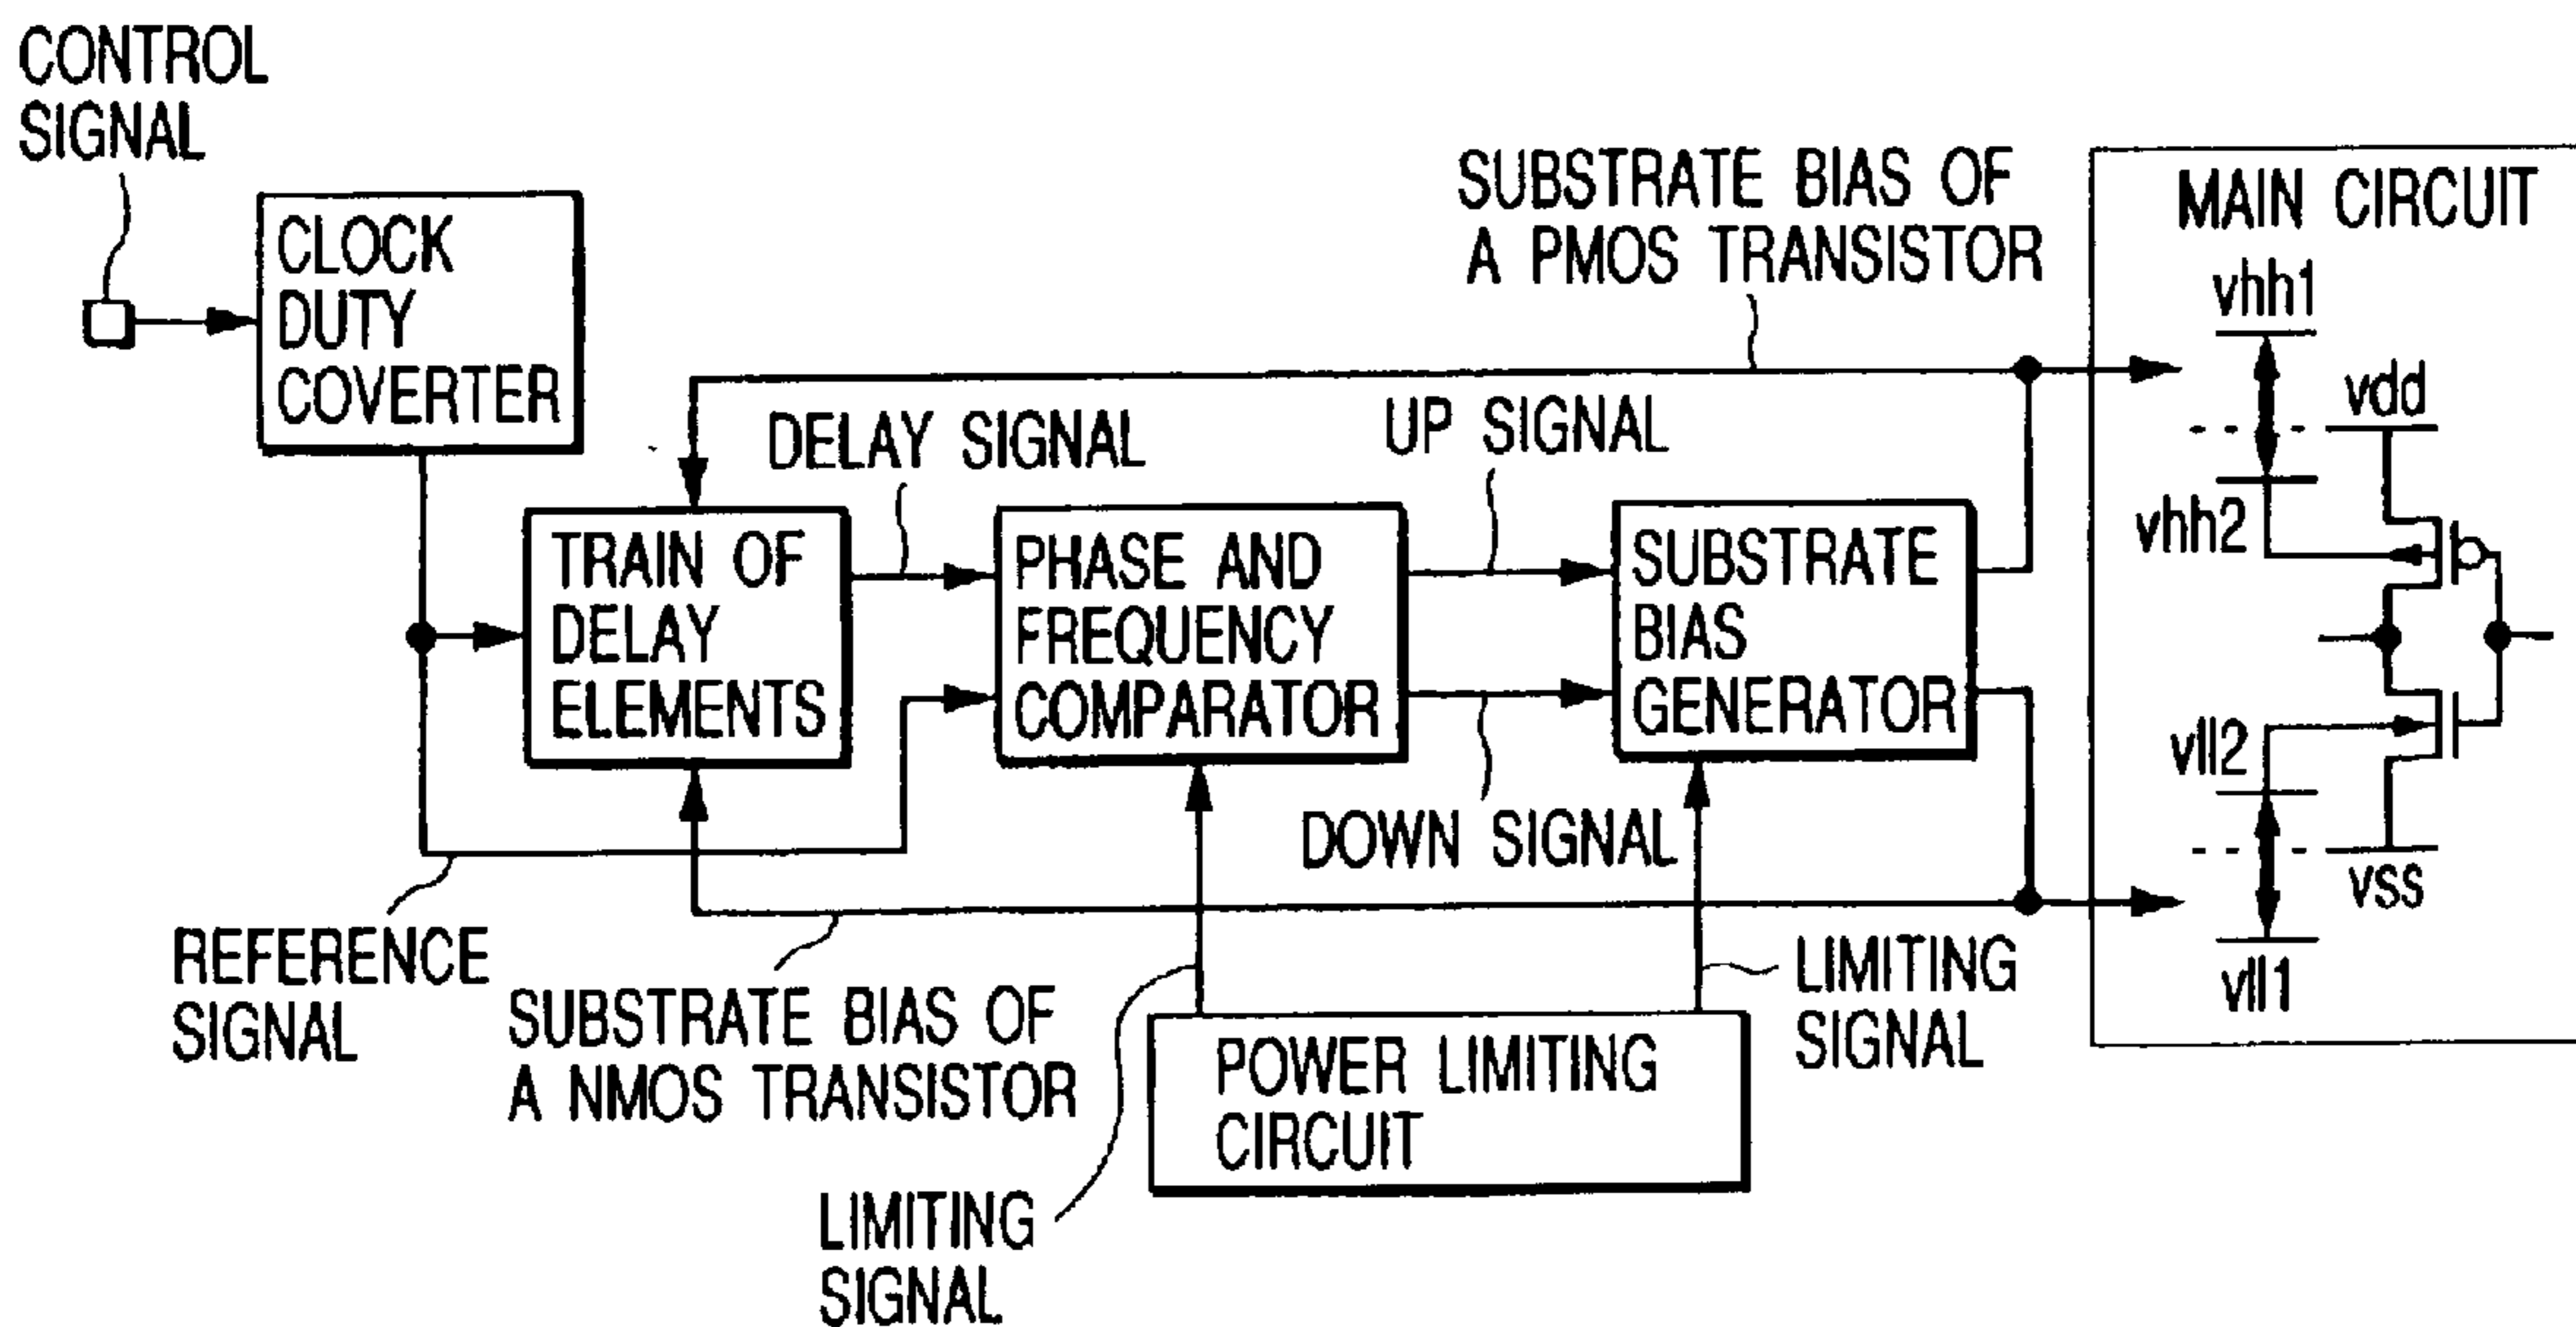 CONTROL
SIGNAL
CLOCK
DUTY
COVERTER
SUBSTRATE BIAS OF
A PMOS TRANSISTOR
MAIN CIRCUIT
vhh1
vdd
vhh2
DELAY SIGNAL
UP SIGNAL
TRAIN OF
DELAY
ELEMENTS
PHASE AND
FREQUENCY
COMPARATOR
SUBSTRATE
BIAS
GENERATOR
vll2
vss
vll1
DOWN SIGNAL
REFERENCE
SIGNAL
SUBSTRATE BIAS OF
A NMOS TRANSISTOR
LIMITING
SIGNAL
POWER LIMITING
CIRCUIT
LIMITING
SIGNAL